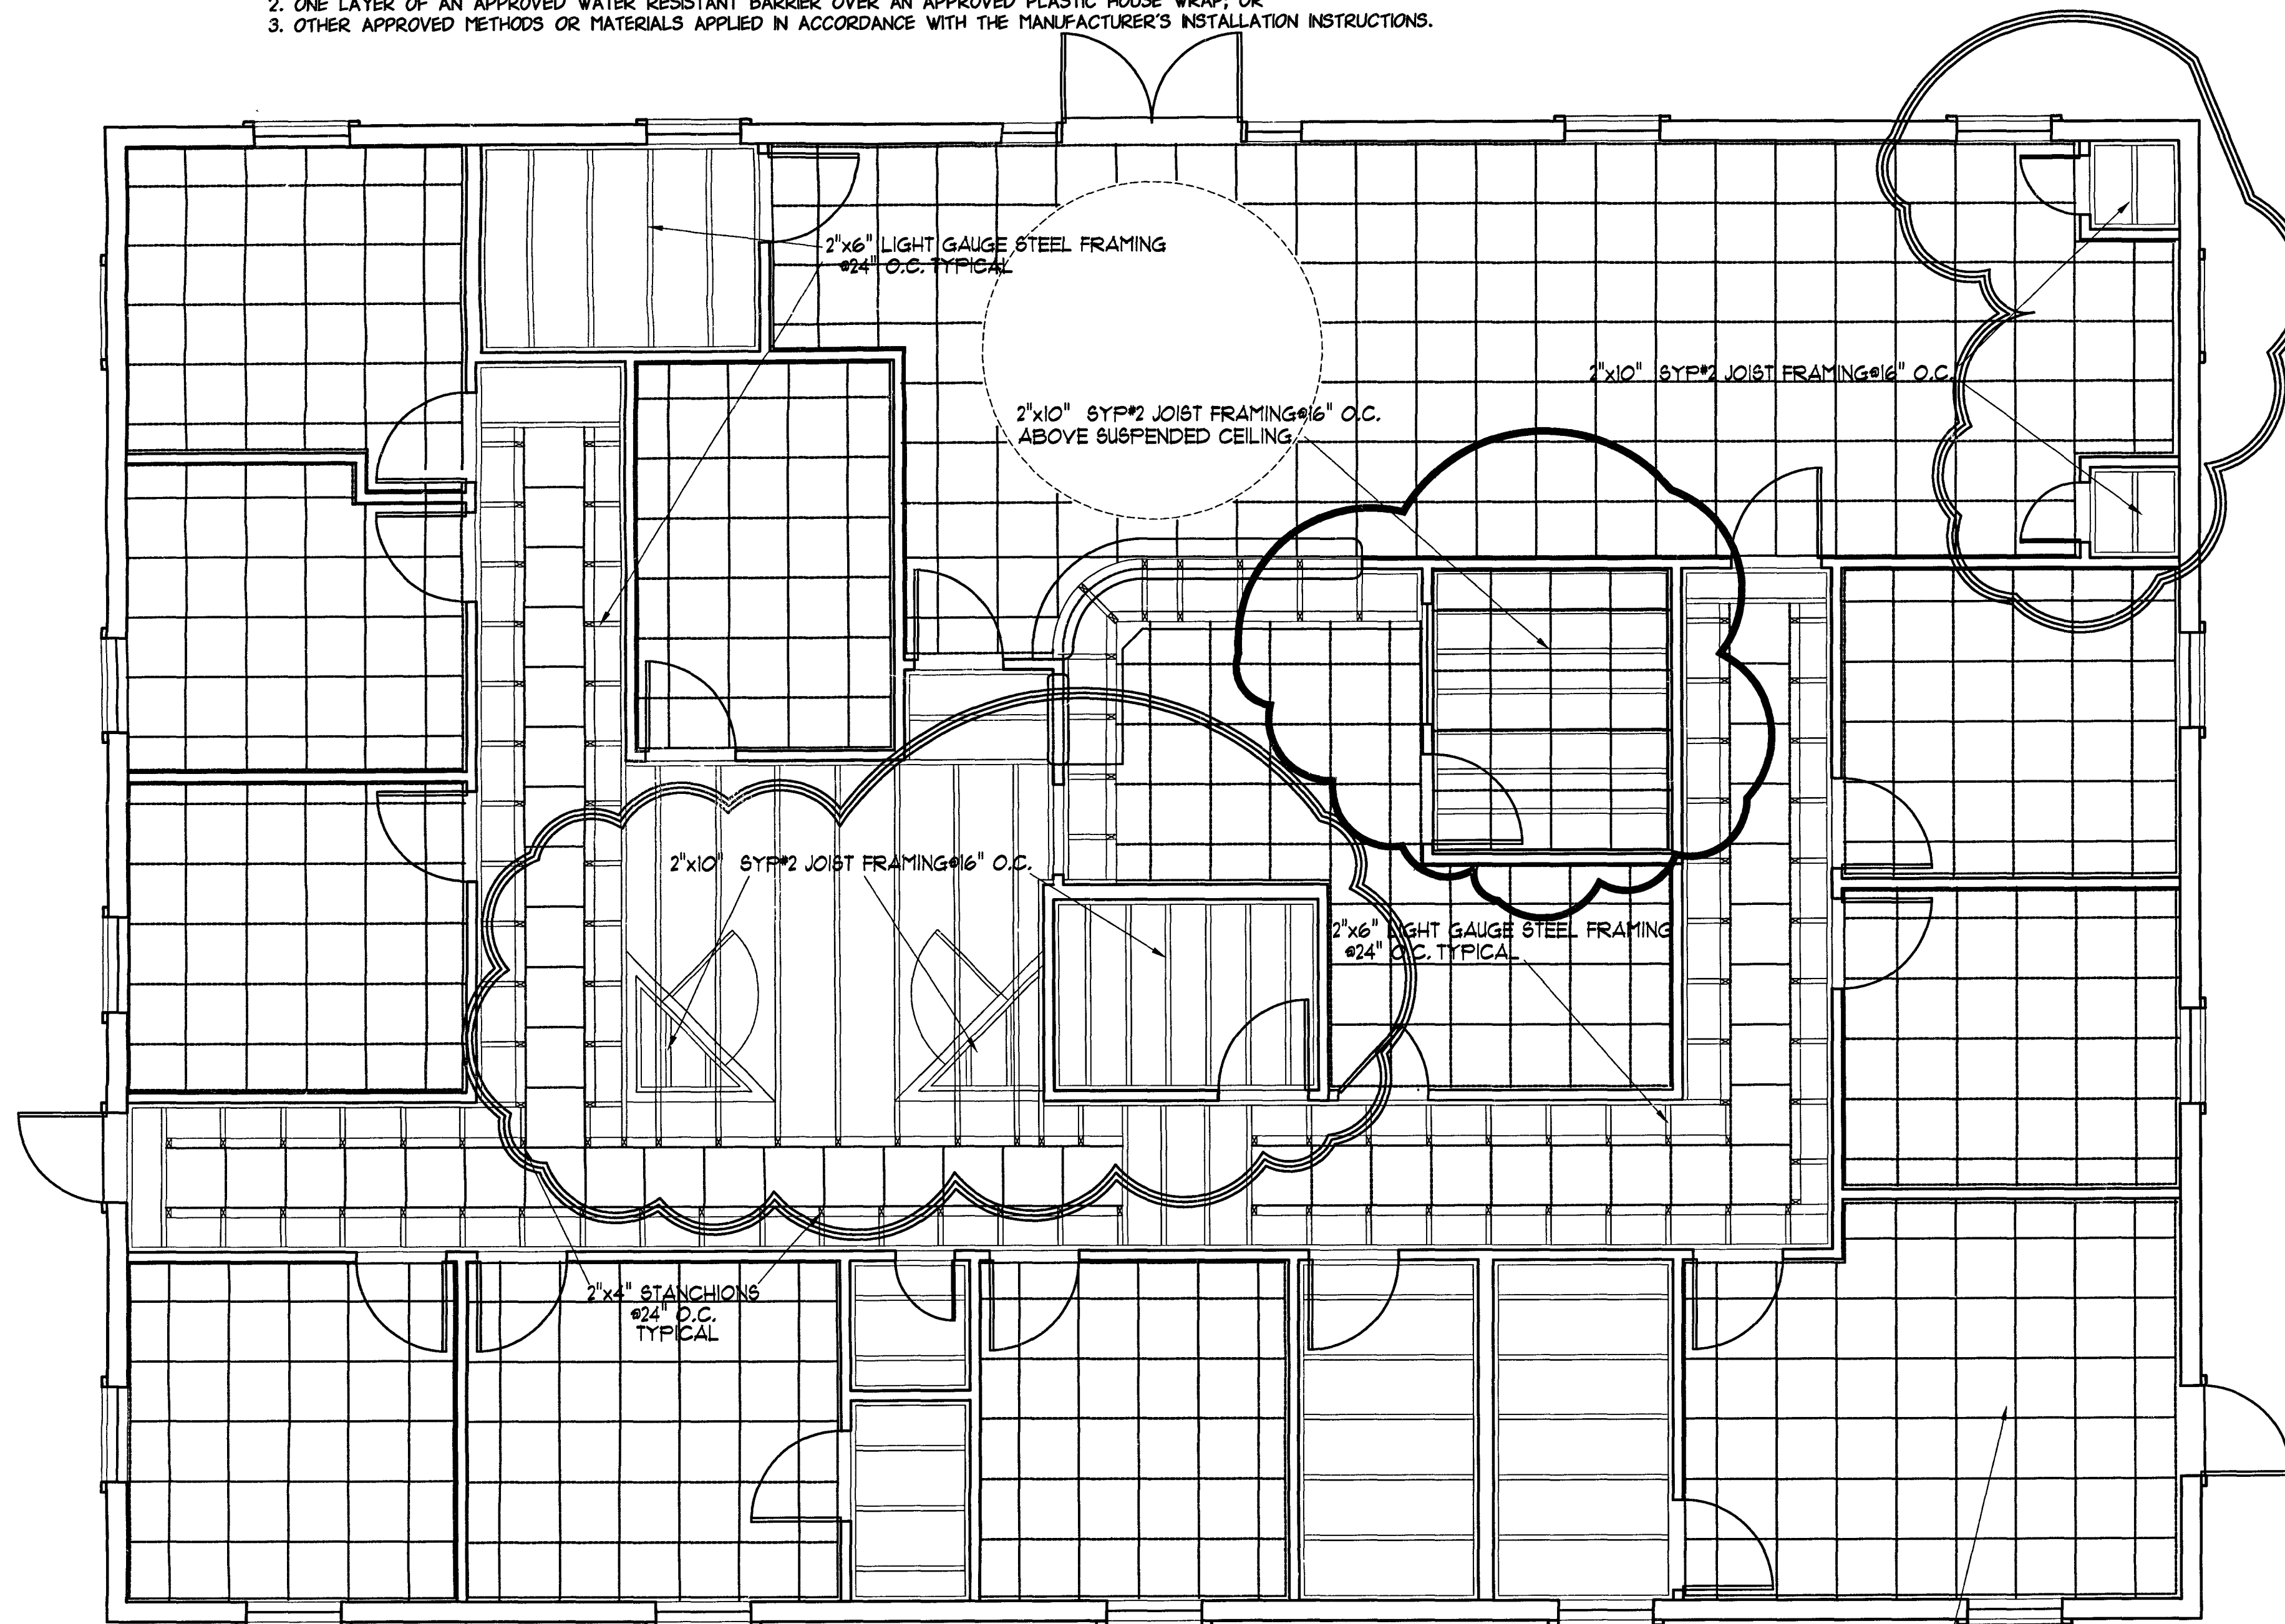 2. ONE LAYER OF AN APPROVED WATER RESISTANT BARRIER OVER AN APPROVED PLASTIC HOUSE WRAP; OR
3. OTHER APPROVED METHODS OR MATERIALS APPLIED IN ACCORDANCE WITH THE MANUFACTURER'S INSTALLATION INSTRUCTIONS.
2"x6" LIGHT GAUGE STEEL FRAMING
@24" O.C. TYPICAL
2"x10" SYP#2 JOIST FRAMING@16" O.C.
2"x10" SYP#2 JOIST FRAMING@16" O.C.
ABOVE SUSPENDED CEILING
2"x10" SYP#2 JOIST FRAMING@16" O.C.
2"x6" LIGHT GAUGE STEEL FRAMING
@24" O.C. TYPICAL
2"x4" STANCHIONS
@24" O.C.
TYPICAL